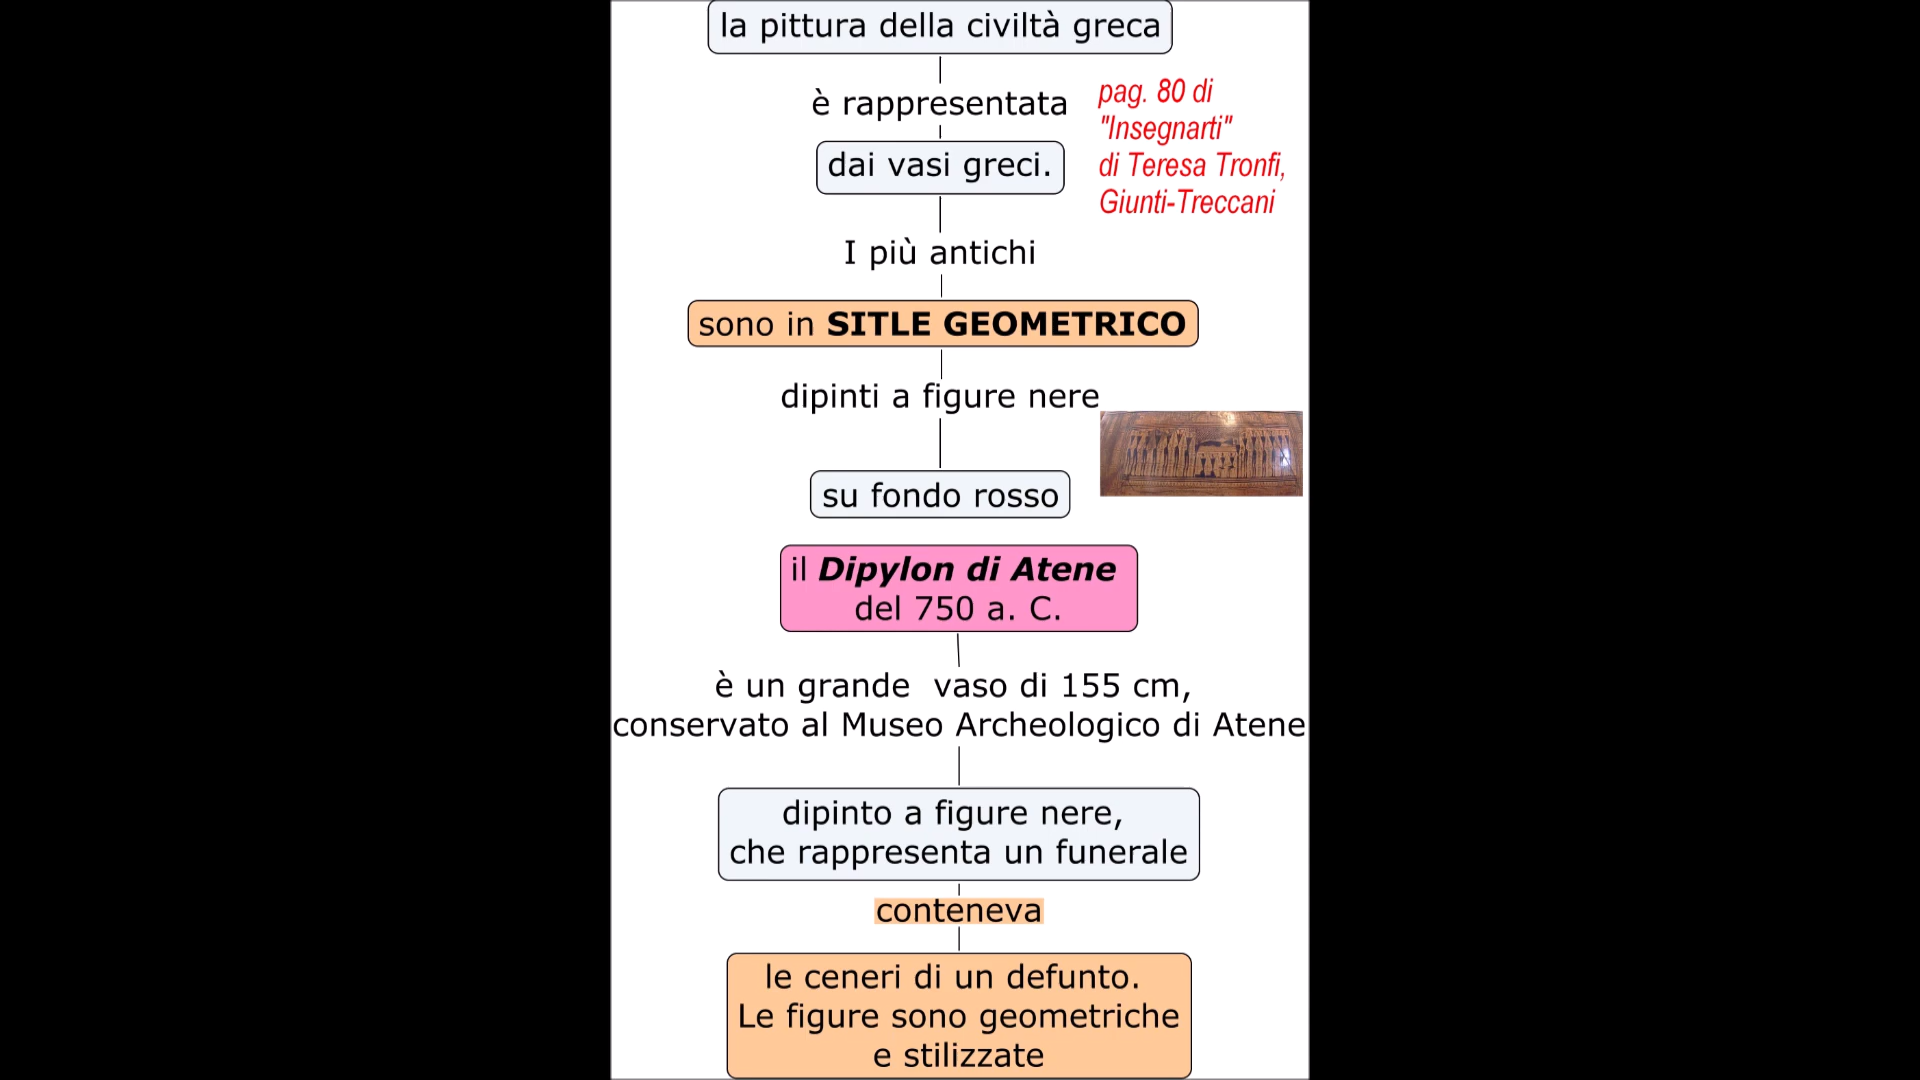 la pittura della civiltà greca
è rappresentata
pag. 80 di
"Insegnarti"
di Teresa Tronfi,
Giunti-Treccani
dai vasi greci.
I più antichi
sono in SITLE GEOMETRICO
dipinti a figure nere
su fondo rosso
il Dipylon di Atene
del 750 a. C.
è un grande  vaso di 155 cm,
conservato al Museo Archeologico di Atene
dipinto a figure nere,
che rappresenta un funerale
conteneva
le ceneri di un defunto.
Le figure sono geometriche
e stilizzate